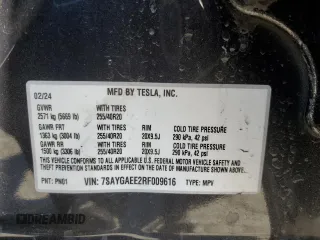 02/24 MFD BY TESLA, INC.
GVWR WITH TIRES
2571 kg (5669 lb) 255/40R20
GAWR FRT WITH TIRES RIM COLD TIRE PRESSURE
1363 kg (3004 lb) 255/40R20 20X9.5J 290 kPa, 42 psi
GAWR RR WITH TIRES RIM COLD TIRE PRESSURE
1500 kg (3306 lb) 255/40R20 20X9.5J 290 kPa, 42 psi
THIS VEHICLE CONFORMS TO ALL APPLICABLE U.S. FEDERAL MOTOR VEHICLE SAFETY AND
THEFT PREVENTION STANDARDS IN EFFECT ON THE DATE OF MANUFACTURE SHOWN ABOVE.
PNT: PN01 VIN: 7SAYGAEE2RF009616 TYPE: MPV
DREAMBID